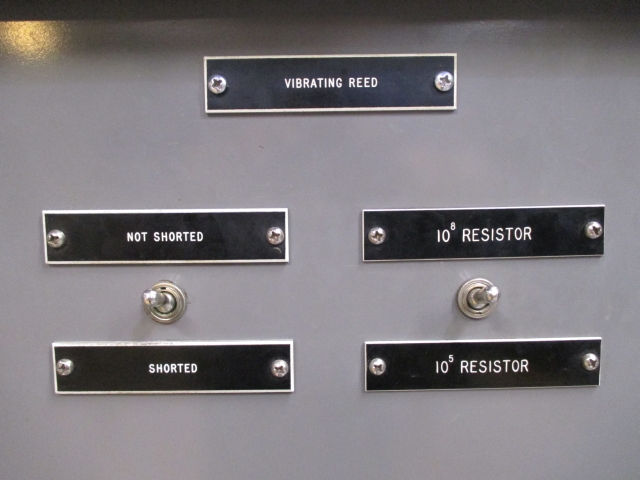 VIBRATING REED
NOT SHORTED
10⁸ RESISTOR
SHORTED
10⁵ RESISTOR